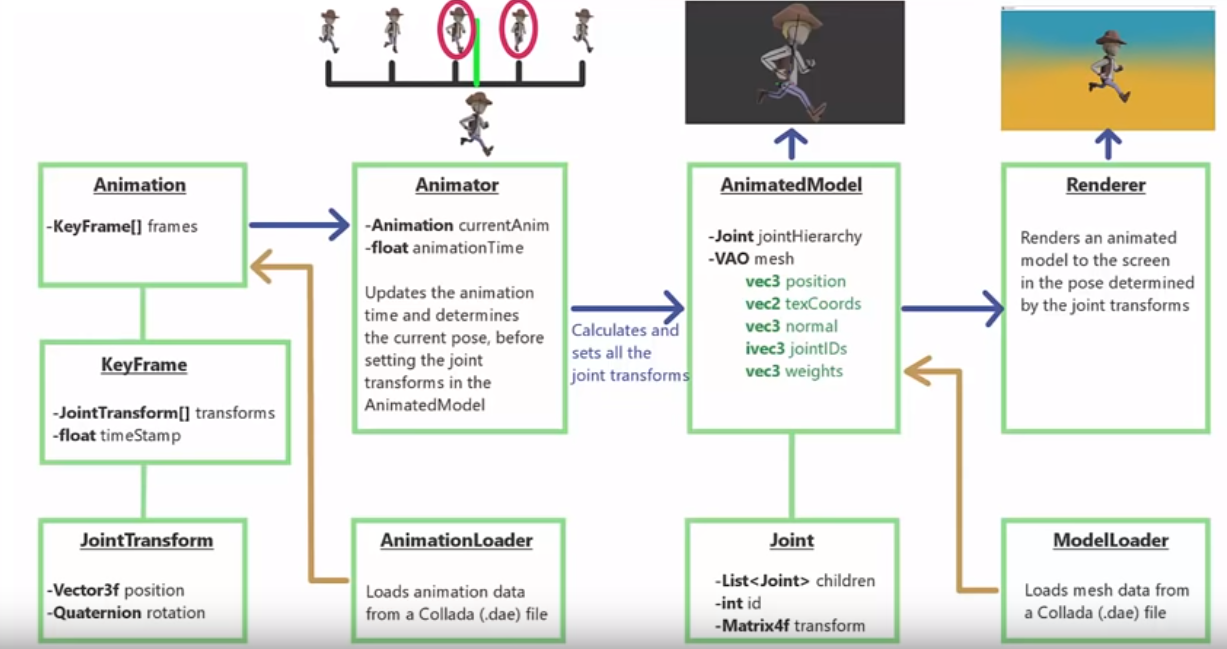 Animation
-KeyFrame[] frames
KeyFrame
-JointTransform[] transforms
-float timeStamp
JointTransform
-Vector3f position
-Quaternion rotation
Animator
-Animation currentAnim
-float animationTime
Updates the animation
time and determines
the current pose, before
setting the joint
transforms in the
AnimatedModel
AnimationLoader
Loads animation data
from a Collada (.dae) file
Calculates and
sets all the
joint transforms
AnimatedModel
-Joint jointHierarchy
-VAO mesh
vec3 position
vec2 texCoords
vec3 normal
ivec3 jointIDs
vec3 weights
Joint
-List<Joint> children
-int id
-Matrix4f transform
Renderer
Renders an animated
model to the screen
in the pose determined
by the joint transforms
ModelLoader
Loads mesh data from
a Collada (.dae) file